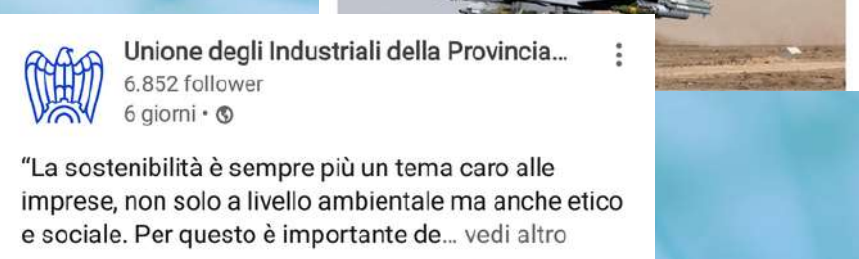 Unione degli Industriali della Provincia...
6.852 follower
6 giorni •
“La sostenibilità è sempre più un tema caro alle
imprese, non solo a livello ambientale ma anche etico
e sociale. Per questo è importante de... vedi altro